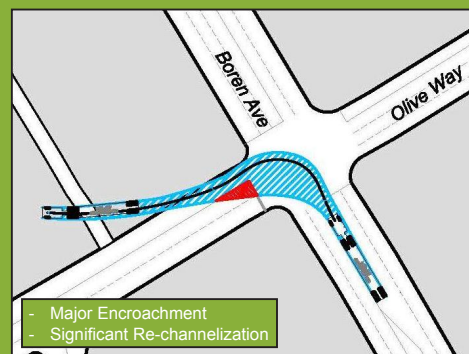 Boren Ave
Olive Way
- Major Encroachment
- Significant Re-channelization